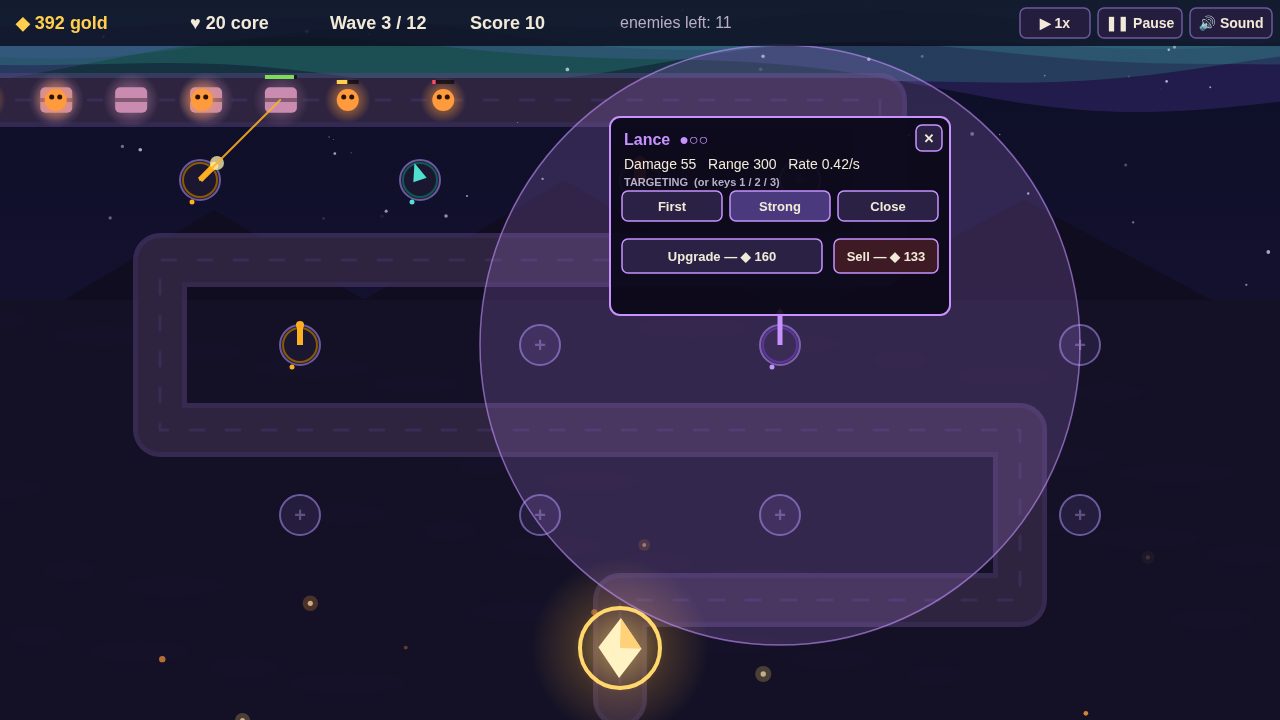 ◆ 392 gold ♥ 20 core Wave 3 / 12 Score 10 enemies left: 11 ▶ 1x ❚❚ Pause 🔊 Sound
Lance ●○○ ×
Damage 55 Range 300 Rate 0.42/s
TARGETING (or keys 1 / 2 / 3)
First Strong Close
Upgrade — ◆ 160 Sell — ◆ 133
+ + +
+ + + +